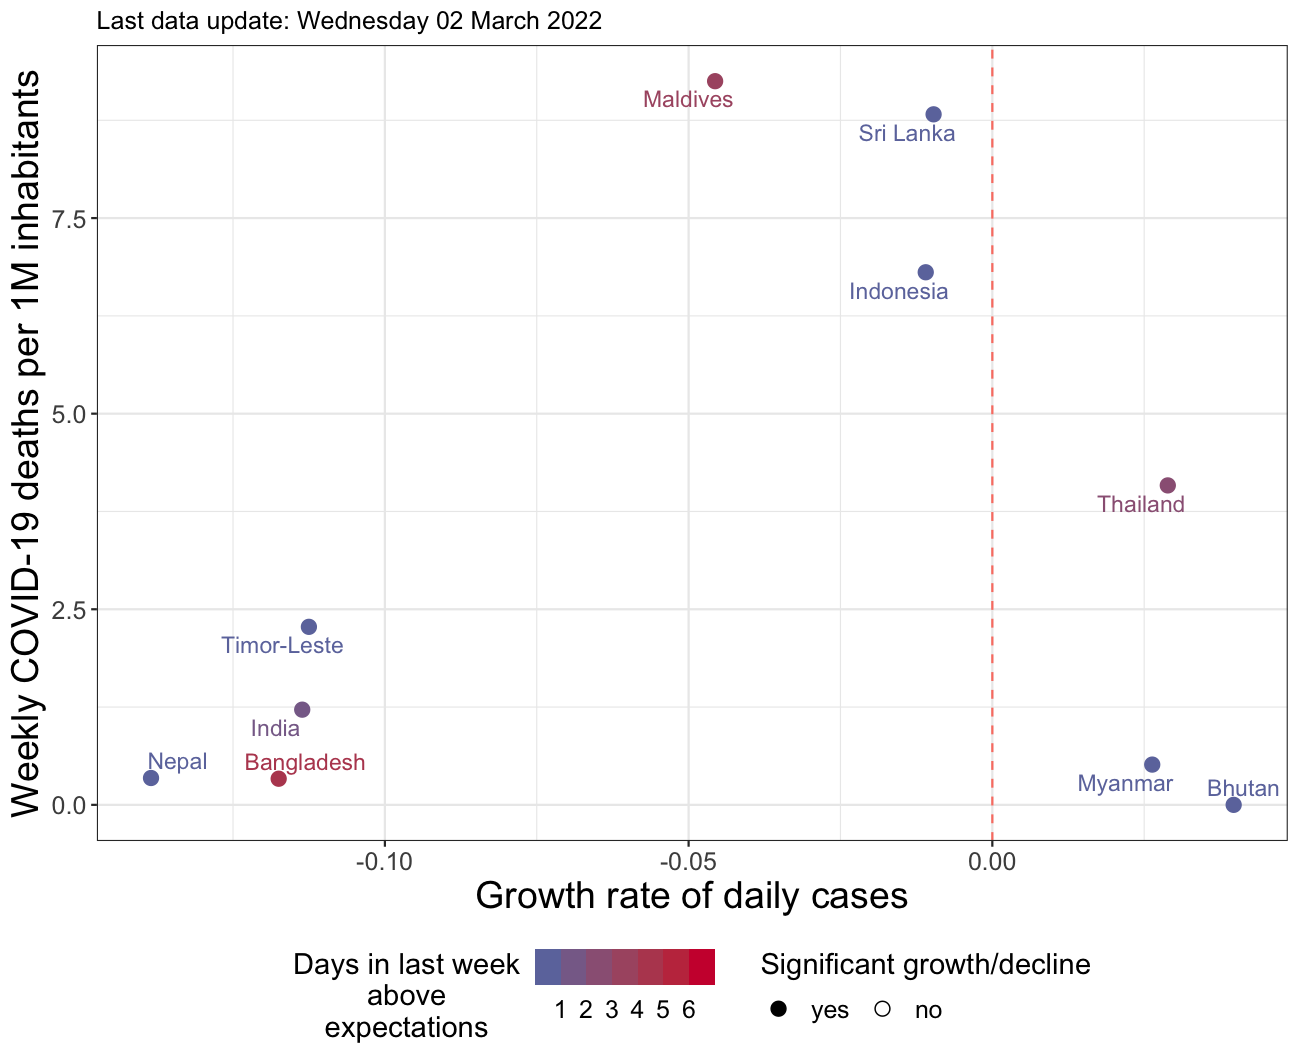 Last data update: Wednesday 02 March 2022
Weekly COVID-19 deaths per 1M inhabitants
7.5
5.0
2.5
0.0
Maldives
Sri Lanka
Indonesia
Thailand
Timor-Leste
India
Nepal
Bangladesh
Myanmar
Bhutan
-0.10
-0.05
0.00
Growth rate of daily cases
Days in last week
above
expectations
1 2 3 4 5 6
Significant growth/decline
yes
no